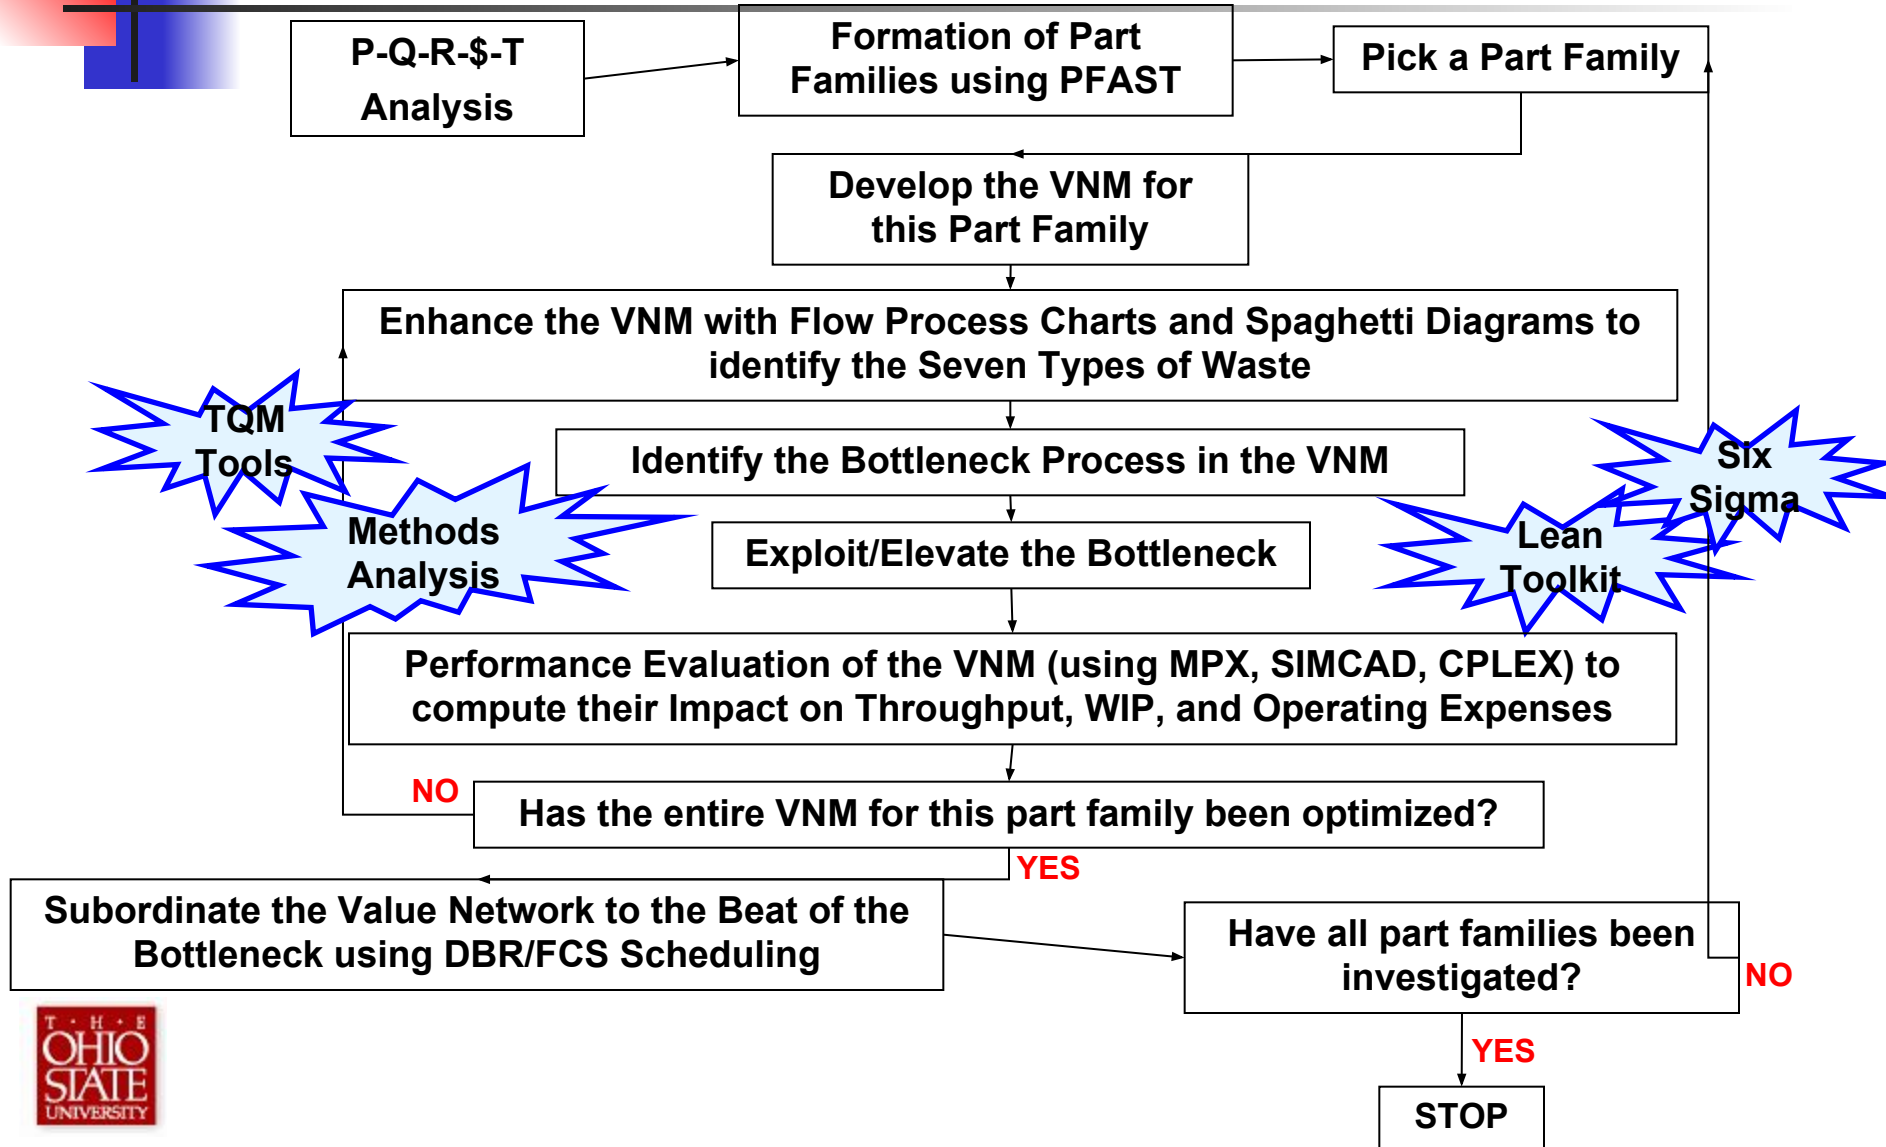 P-Q-R-$-T
Analysis
Formation of Part
Families using PFAST
Pick a Part Family
Develop the VNM for
this Part Family
Enhance the VNM with Flow Process Charts and Spaghetti Diagrams to
identify the Seven Types of Waste
TQM
Tools
Identify the Bottleneck Process in the VNM
Six
Sigma
Methods
Analysis
Exploit/Elevate the Bottleneck
Lean
Toolkit
Performance Evaluation of the VNM (using MPX, SIMCAD, CPLEX) to
compute their Impact on Throughput, WIP, and Operating Expenses
NO
Has the entire VNM for this part family been optimized?
YES
Subordinate the Value Network to the Beat of the
Bottleneck using DBR/FCS Scheduling
Have all part families been
investigated?
NO
YES
STOP
T · H · E
OHIO
STATE
UNIVERSITY